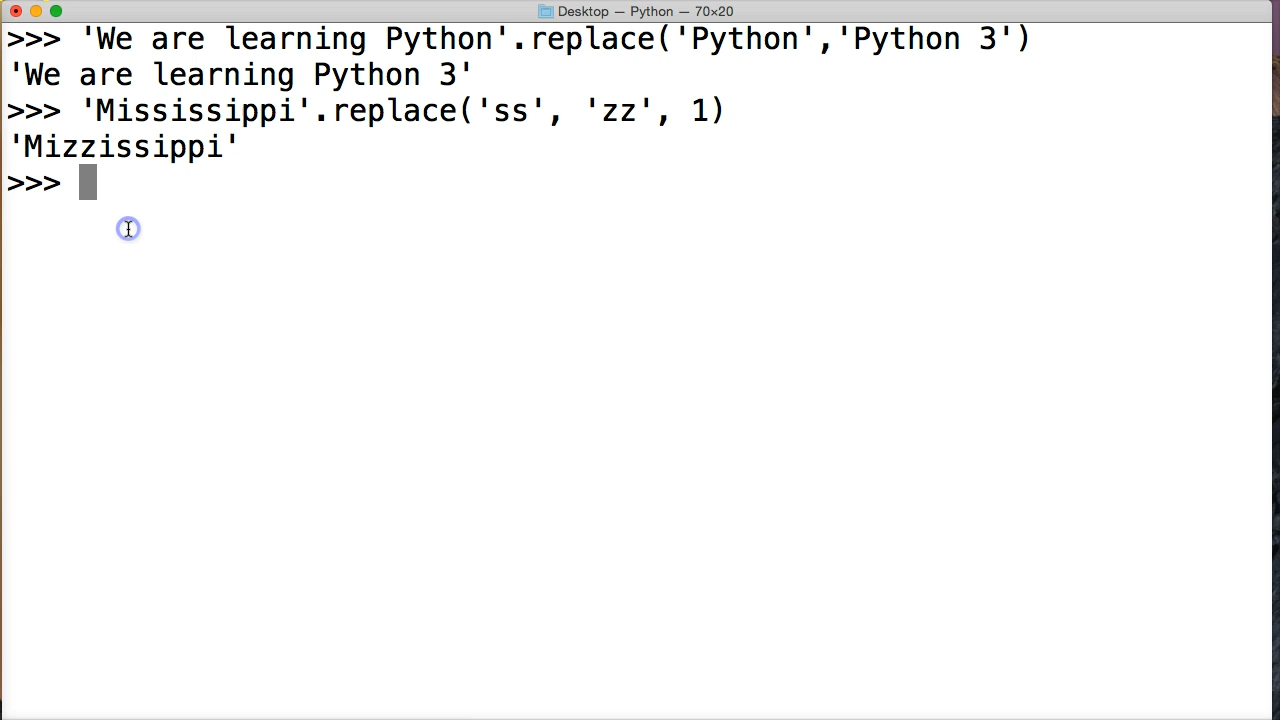 Desktop — Python — 70×20
>>> 'We are learning Python'.replace('Python','Python 3')
'We are learning Python 3'
>>> 'Mississippi'.replace('ss', 'zz', 1)
'Mizzissippi'
>>>